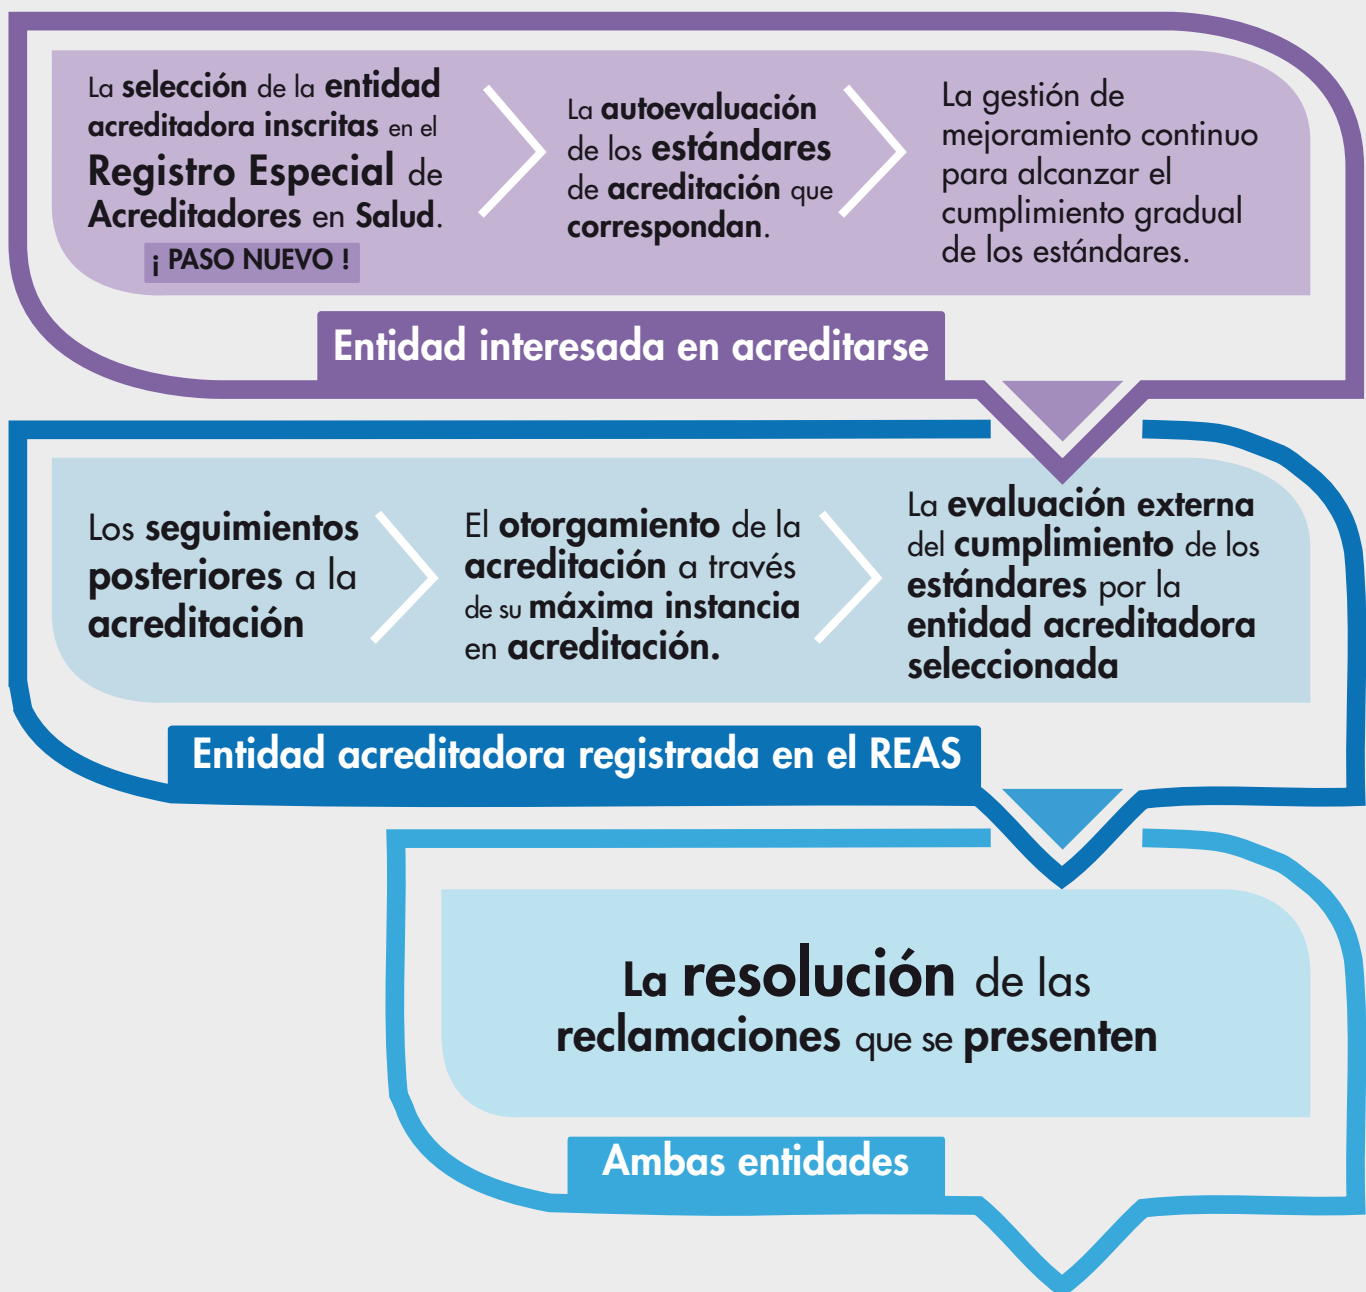 La selección de la entidad
acreditadora inscritas en el
Registro Especial de
Acreditadores en Salud.
¡ PASO NUEVO !
La autoevaluación
de los estándares
de acreditación que
correspondan.
La gestión de
mejoramiento continuo
para alcanzar el
cumplimiento gradual
de los estándares.
Entidad interesada en acreditarse
Los seguimientos
posteriores a la
acreditación
El otorgamiento de la
acreditación a través
de su máxima instancia
en acreditación.
La evaluación externa
del cumplimiento de los
estándares por la
entidad acreditadora
seleccionada
Entidad acreditadora registrada en el REAS
La resolución de las
reclamaciones que se presenten
Ambas entidades